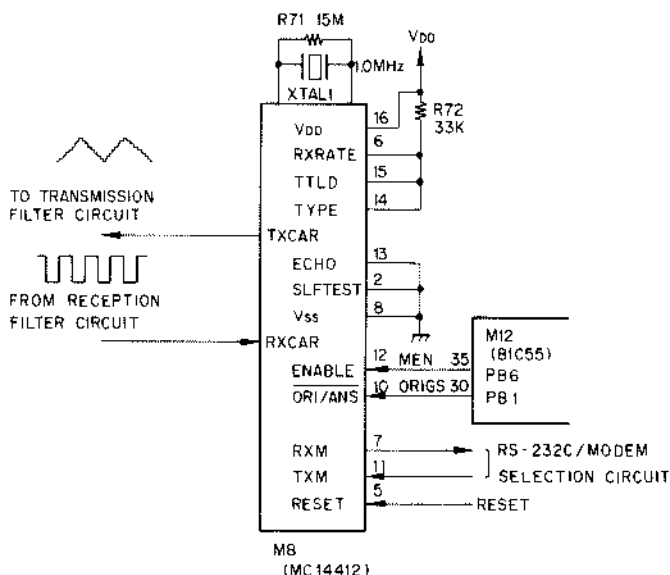 R71 15M
1.0MHz
XTAL1
VDD
R72
33K
VDD 16
RXRATE 6
TTLD 15
TYPE 14
TO TRANSMISSION
FILTER CIRCUIT
TXCAR
ECHO 13
SLFTEST 2
VSS 8
FROM RECEPTION
FILTER CIRCUIT
RXCAR
M12
(81C55)
ENABLE 12 MEN 35 PB6
ORI/ANS 10 ORIGS 30 PB1
RXM 7 RS-232C/MODEM
TXM 11 SELECTION CIRCUIT
RESET 5 RESET
M8
(MC14412)